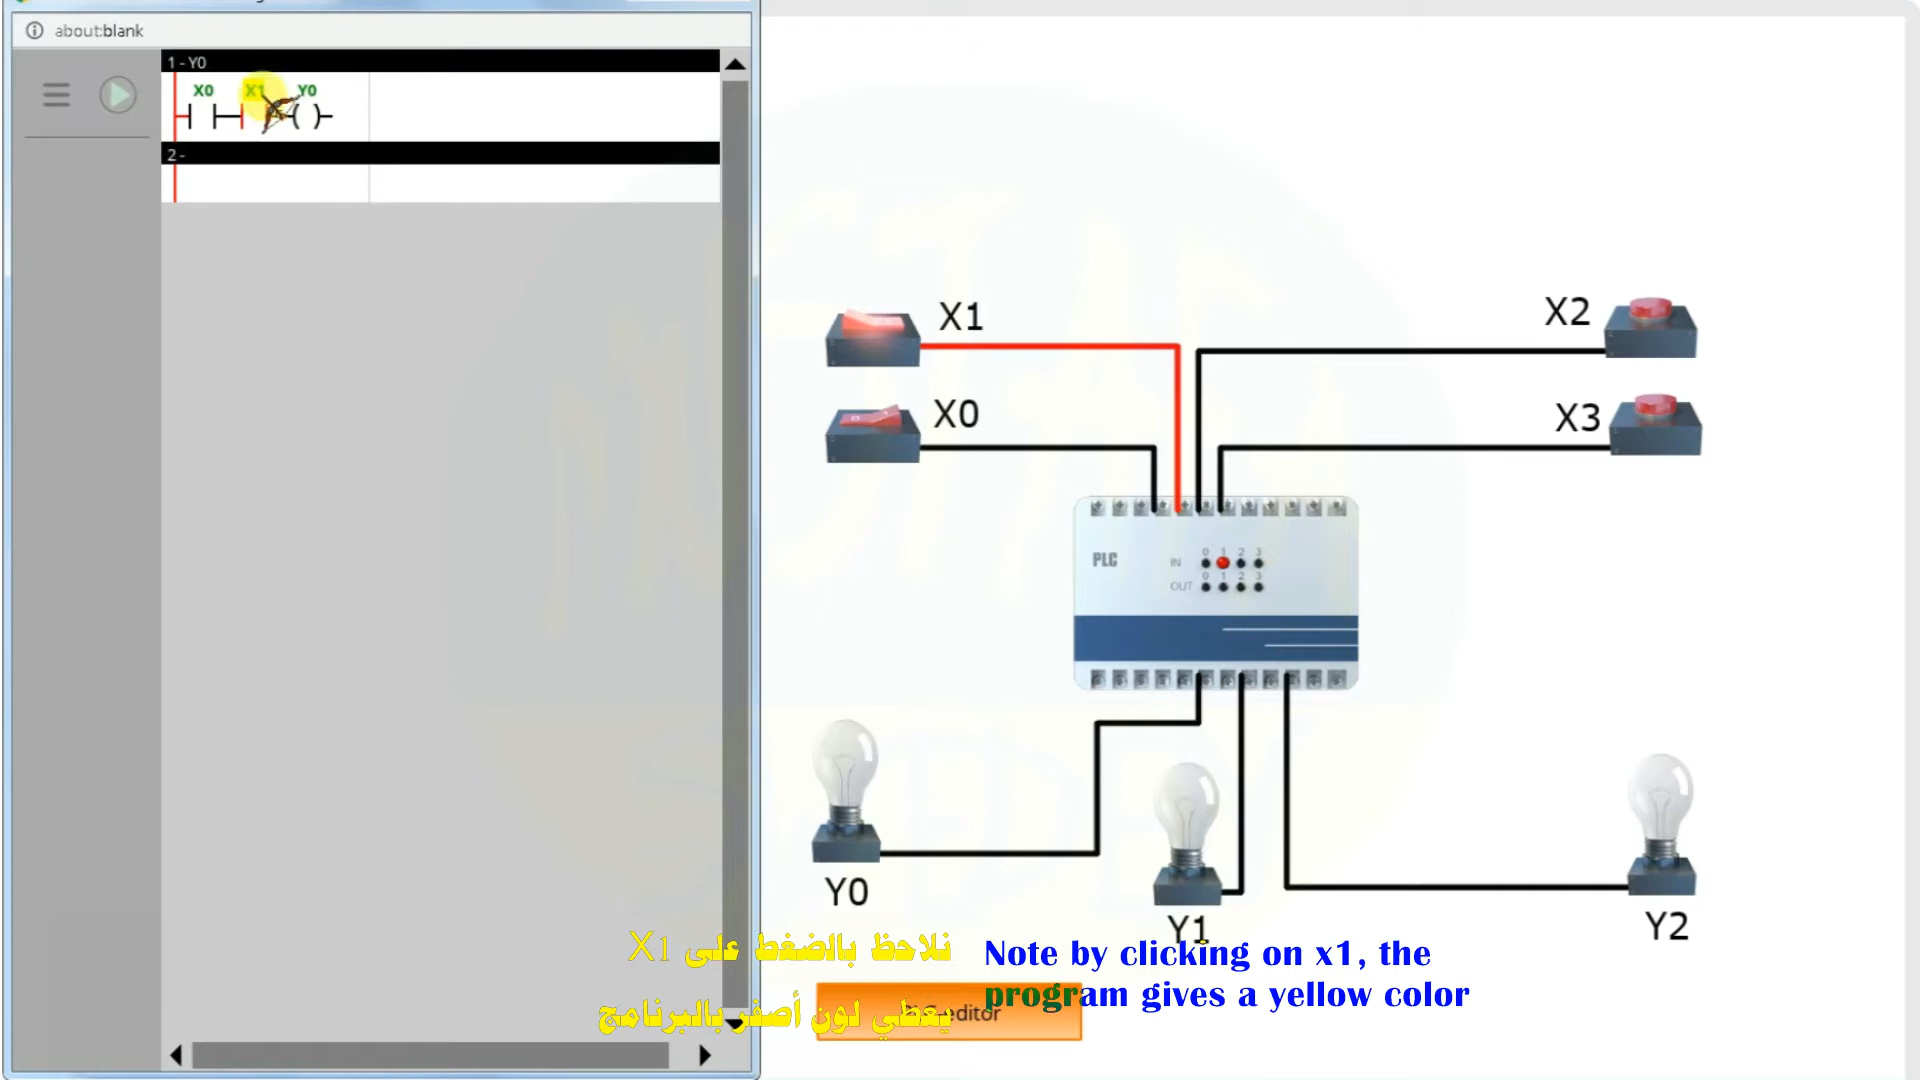 about:blank
1 - Y0
X0 X1 Y0
2 -
X1
X2
X0
X3
0 1 2 3
PLC IN
0 1 2 3
OUT
Y0
Y1
Y2
نلاحظ بالضغط على X1
يعطي لون أصفر بالبرنامج
Note by clicking on x1, the
program gives a yellow color
editor